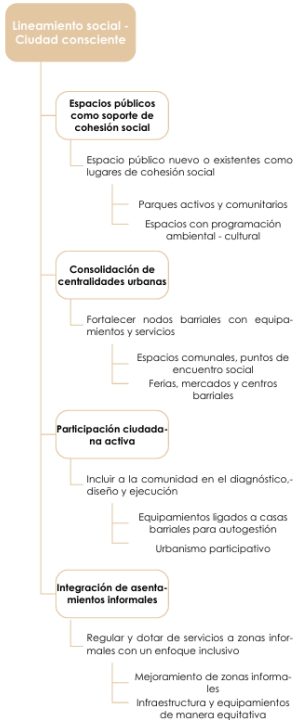 Lineamiento social -
Ciudad consciente
Espacios públicos
como soporte de
cohesión social
Espacio público nuevo o existentes como
lugares de cohesión social
Parques activos y comunitarios
Espacios con programación
ambiental - cultural
Consolidación de
centralidades urbanas
Fortalecer nodos barriales con equipa-
mientos y servicios
Espacios comunales, puntos de
encuentro social
Ferias, mercados y centros
barriales
Participación ciudada-
na activa
Incluir a la comunidad en el diagnóstico,-
diseño y ejecución
Equipamientos ligados a casas
barriales para autogestión
Urbanismo participativo
Integración de asenta-
mientos informales
Regular y dotar de servicios a zonas infor-
males con un enfoque inclusivo
Mejoramiento de zonas informa-
les
Infraestructura y equipamientos
de manera equitativa